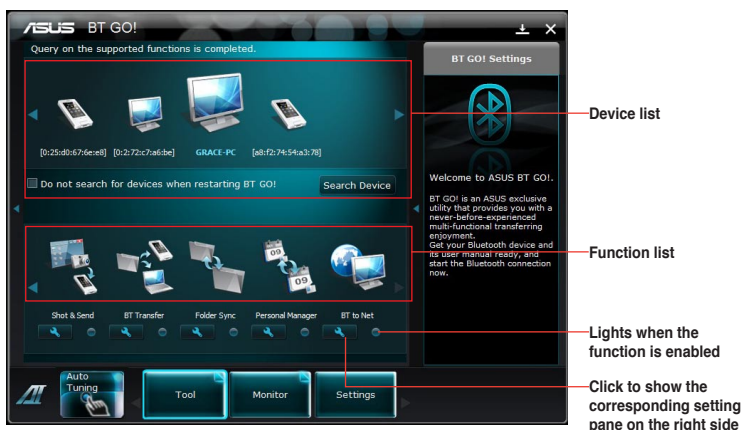 ASUS BT GO!
Query on the supported functions is completed.
BT GO! Settings
[0:25:d0:67:6e:e8] [0:2:72:c7:a6:be] GRACE-PC [a8:f2:74:54:a3:78]
Do not search for devices when restarting BT GO!
Search Device
Welcome to ASUS BT GO!.
BT GO! is an ASUS exclusive
utility that provides you with a
never-before-experienced
multi-functional transferring
enjoyment.
Get your Bluetooth device and
its user manual ready, and
start the Bluetooth connection
now.
09
09
Shot & Send BT Transfer Folder Sync Personal Manager BT to Net
Auto
Tuning
Tool
Monitor
Settings
Device list
Function list
Lights when the
function is enabled
Click to show the
corresponding setting
pane on the right side